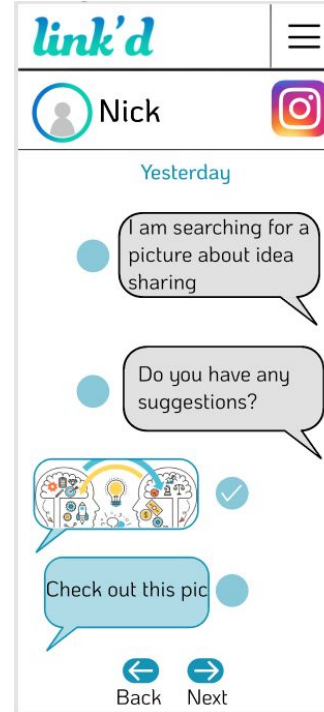 link'd
Nick
Yesterday
I am searching for a
picture about idea
sharing
Do you have any
suggestions?
Check out this pic
Back Next